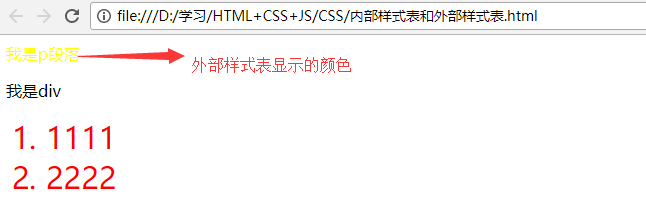 file:///D:/学习/HTML+CSS+JS/CSS/内部样式表和外部样式表.html
我是p段落
外部样式表显示的颜色
我是div
1. 1111
2. 2222